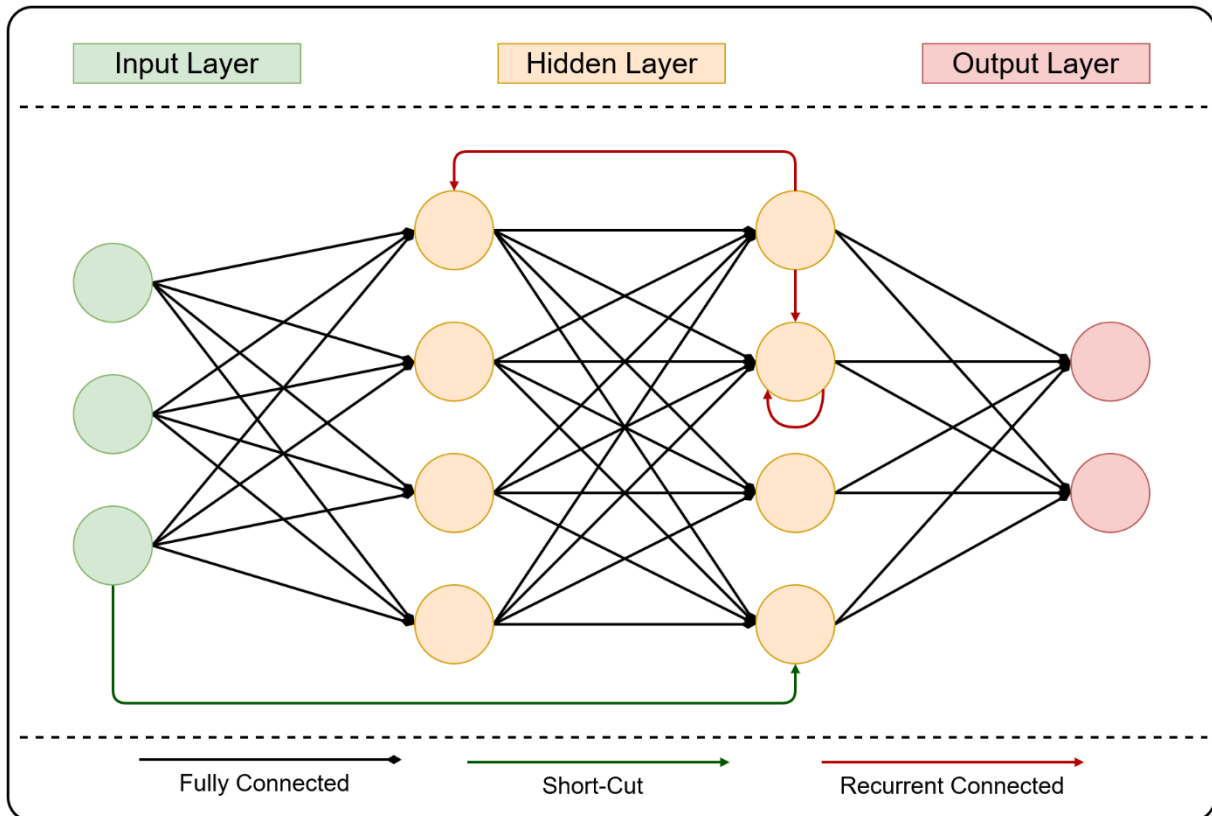 Input Layer
Hidden Layer
Output Layer
Fully Connected
Short-Cut
Recurrent Connected